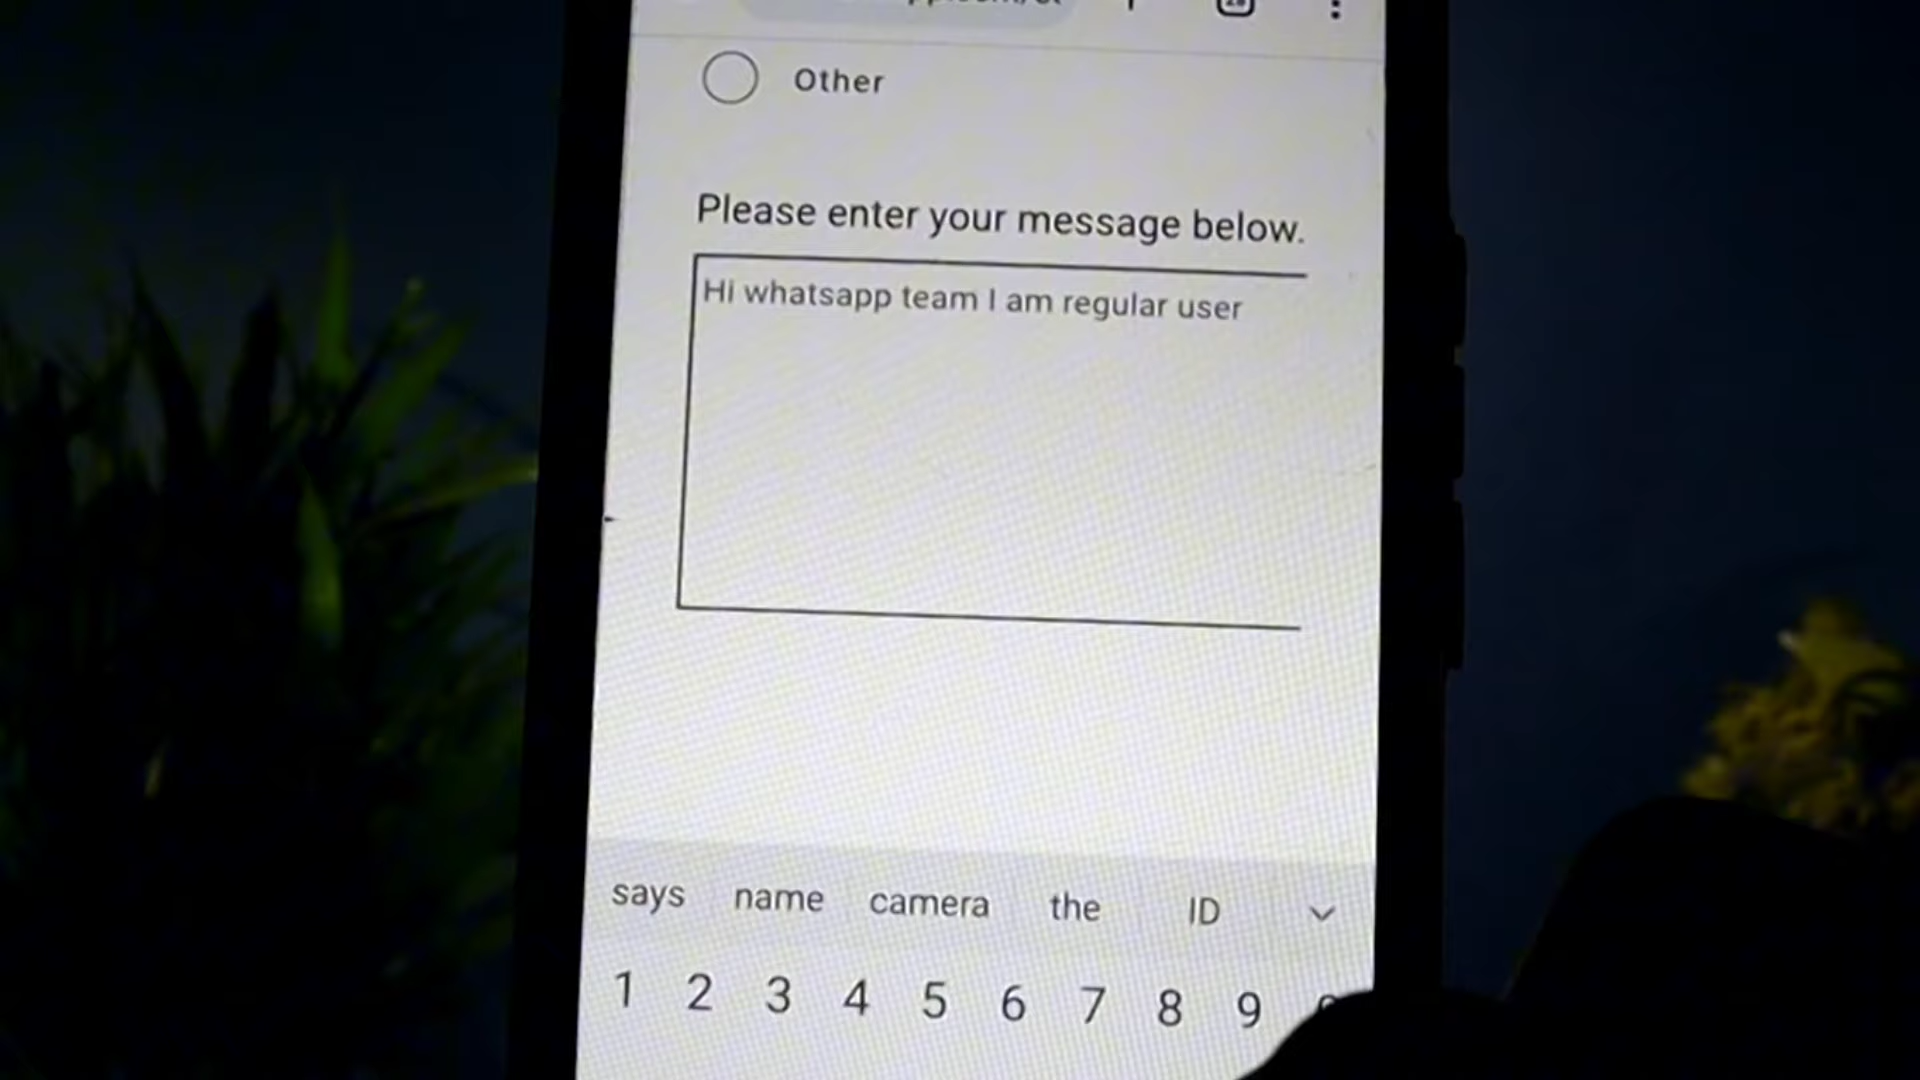 Other
Please enter your message below.
Hi whatsapp team I am regular user
says name camera the ID
1 2 3 4 5 6 7 8 9